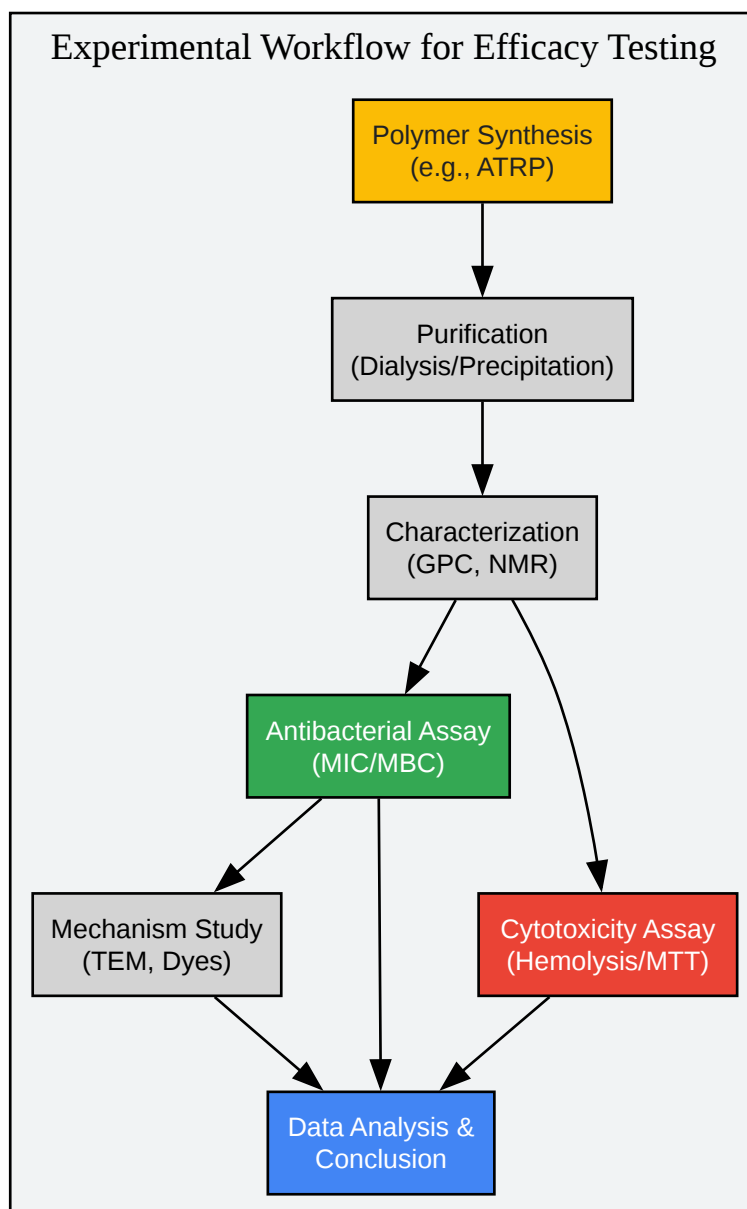 Experimental Workflow for Efficacy Testing
Polymer Synthesis
(e.g., ATRP)
Purification
(Dialysis/Precipitation)
Characterization
(GPC, NMR)
Antibacterial Assay
(MIC/MBC)
Mechanism Study
(TEM, Dyes)
Cytotoxicity Assay
(Hemolysis/MTT)
Data Analysis &
Conclusion